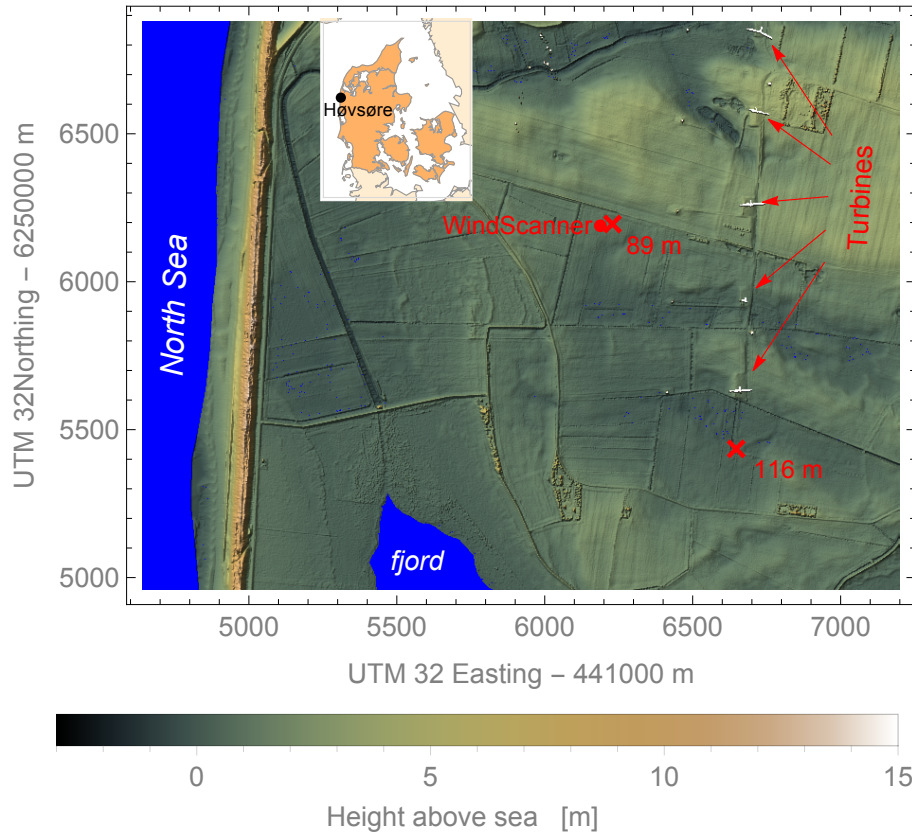 Høvsøre
6500
6000
5500
5000
UTM 32Northing – 6250000 m
North Sea
WindScanner
89 m
Turbines
116 m
fjord
5000
5500
6000
6500
7000
UTM 32 Easting – 441000 m
0
5
10
15
Height above sea [m]